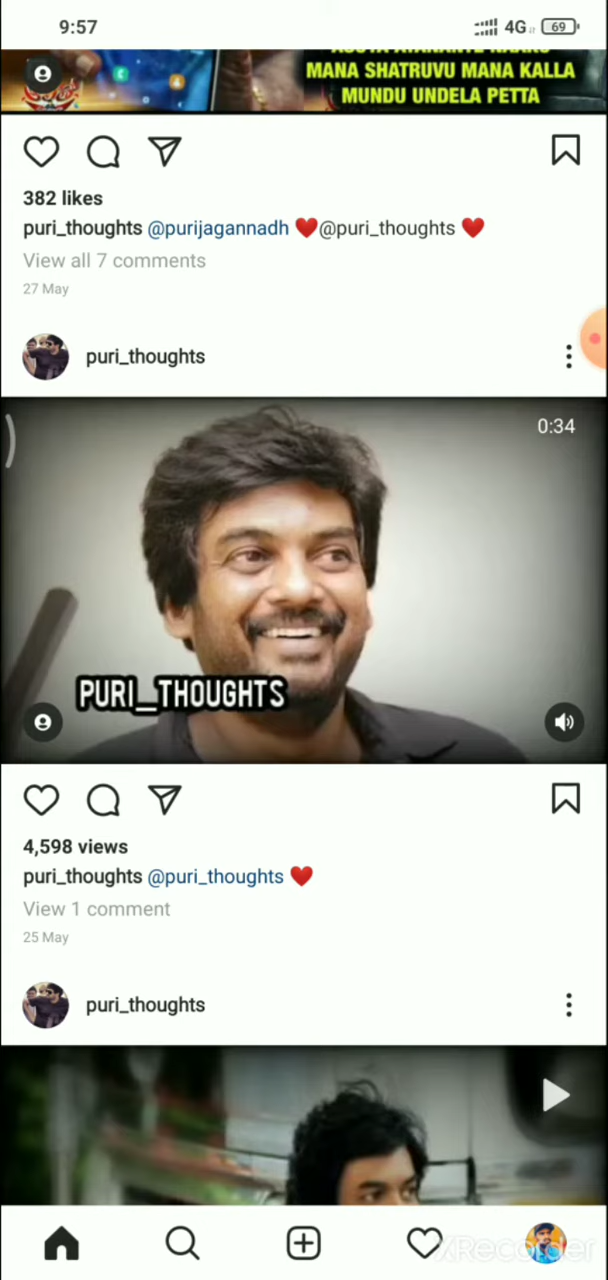 9:57
4G
69
MANA SHATRUVU MANA KALLA
MUNDU UNDELA PETTA
382 likes
puri_thoughts @purijagannadh ❤️@puri_thoughts ❤️
View all 7 comments
27 May
puri_thoughts
0:34
PURI_THOUGHTS
4,598 views
puri_thoughts @puri_thoughts ❤️
View 1 comment
25 May
puri_thoughts
XRecorder